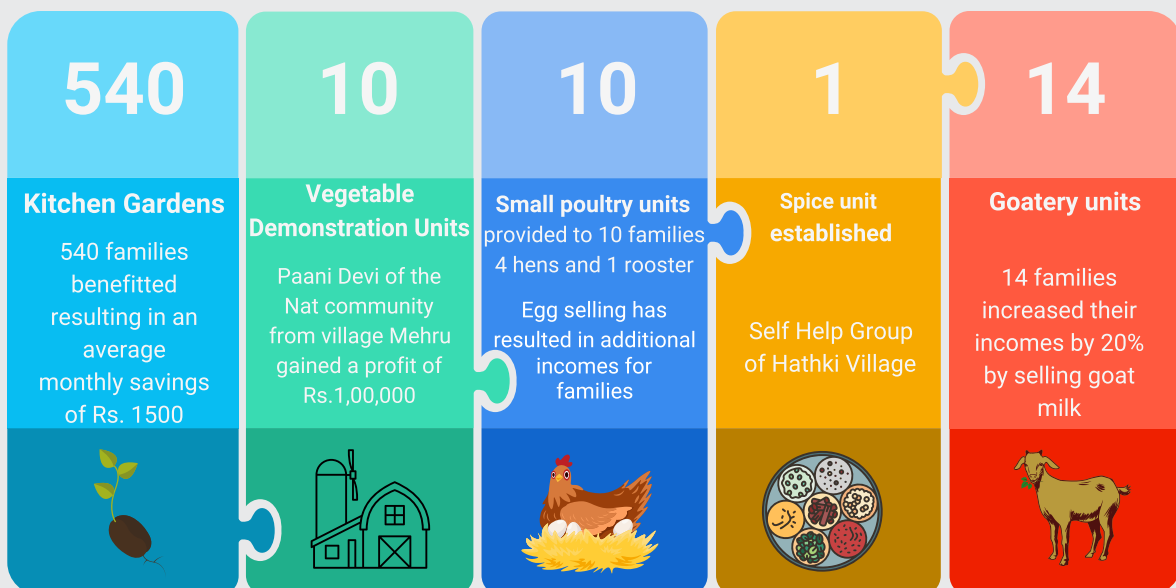 540
Kitchen Gardens
540 families
benefitted
resulting in an
average
monthly savings
of Rs. 1500
10
Vegetable
Demonstration Units
Paani Devi of the
Nat community
from village Mehru
gained a profit of
Rs.1,00,000
10
Small poultry units
provided to 10 families
4 hens and 1 rooster
Egg selling has
resulted in additional
incomes for
families
1
Spice unit
established
Self Help Group
of Hathki Village
14
Goatery units
14 families
increased their
incomes by 20%
by selling goat
milk